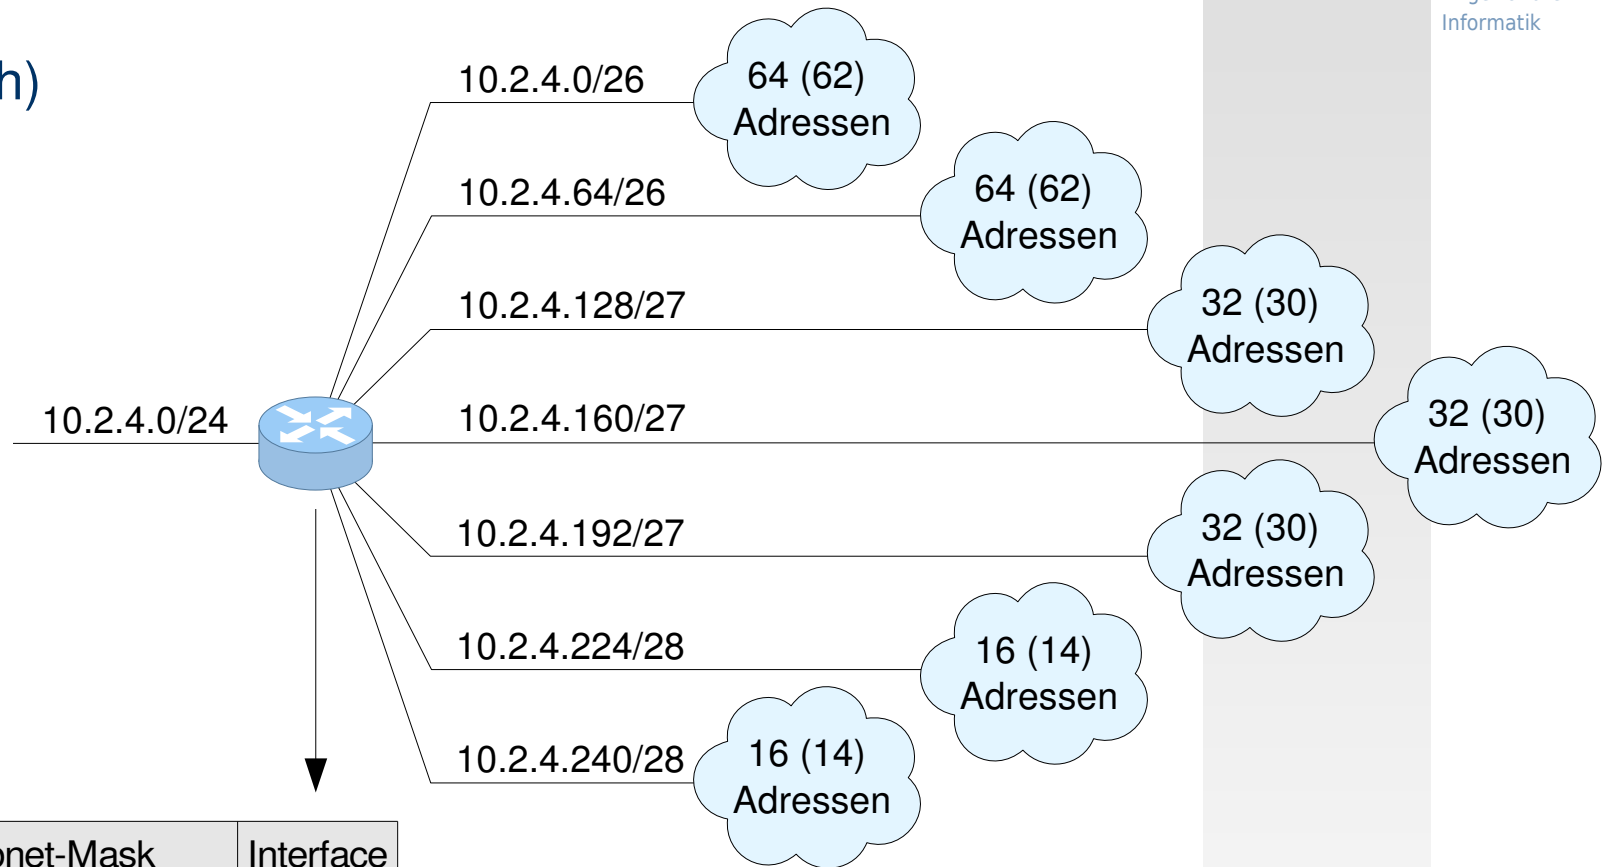 Informatik
h)
10.2.4.0/26
64 (62)
Adressen
10.2.4.64/26
64 (62)
Adressen
10.2.4.128/27
32 (30)
Adressen
10.2.4.0/24
10.2.4.160/27
32 (30)
Adressen
10.2.4.192/27
32 (30)
Adressen
10.2.4.224/28
16 (14)
Adressen
10.2.4.240/28
16 (14)
Adressen
net-Mask
Interface